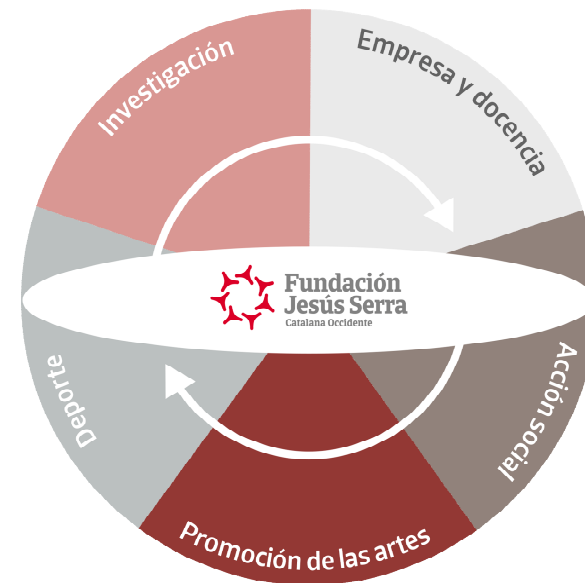 Investigación
Empresa y docencia
Fundación
Jesús Serra
Catalana Occidente
Deporte
Acción social
Promoción de las artes